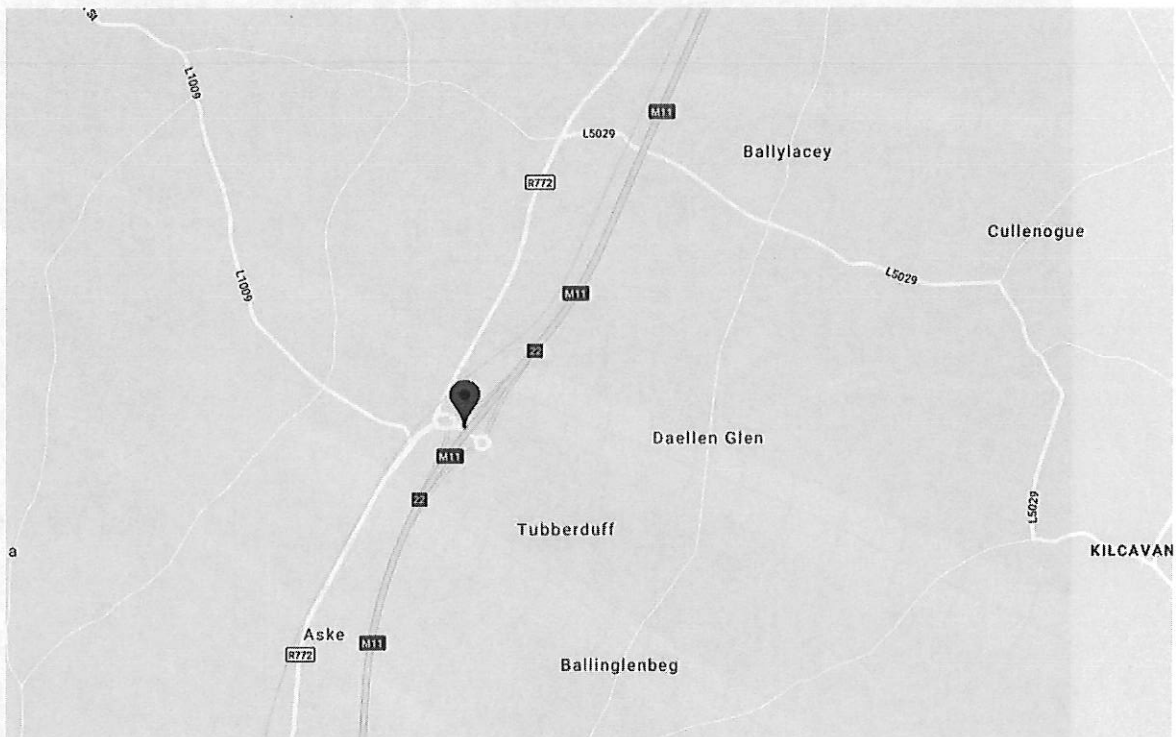 St
L1009
M11
L5029
Ballylacey
R772
Cullenogue
L5029
L1009
M11
22
Daellen Glen
M11
22
L5029
Tubberduff
a
KILCAVAN
Aske
M11
R772
Ballinglenbeg